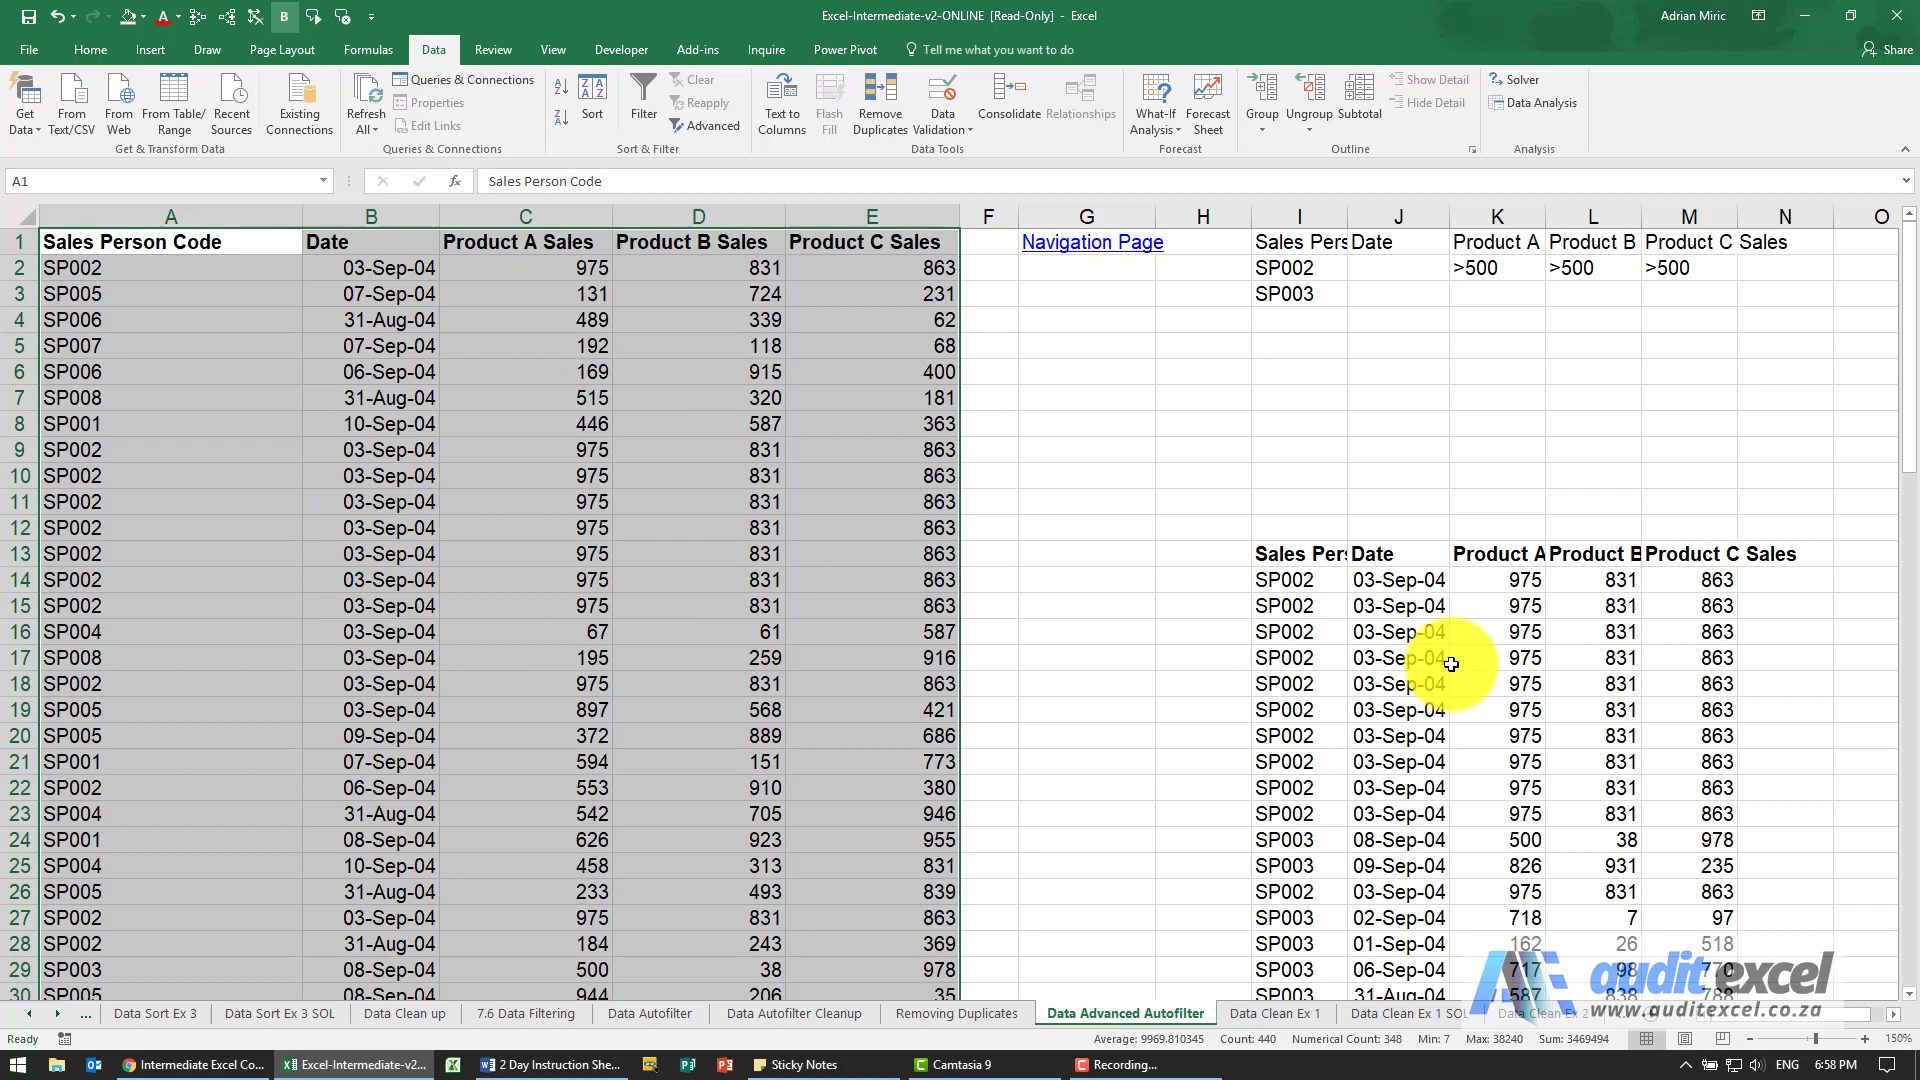 Excel-Intermediate-v2-ONLINE [Read-Only] - Excel
Adrian Miric
File Home Insert Draw Page Layout Formulas Data Review View Developer Add-ins Inquire Power Pivot Tell me what you want to do Share
Get Data
From Text/CSV
From Web
From Table/ Range
Recent Sources
Existing Connections
Get & Transform Data
Refresh All
Queries & Connections
Properties
Edit Links
Queries & Connections
Sort
Filter
Clear
Reapply
Advanced
Sort & Filter
Text to Columns
Flash Fill
Remove Duplicates
Data Validation
Consolidate
Relationships
Data Tools
What-If Analysis
Forecast Sheet
Forecast
Group
Ungroup
Subtotal
Show Detail
Hide Detail
Outline
Solver
Data Analysis
Analysis
A1 fx Sales Person Code
A B C D E F G H I J K L M N O
1 Sales Person Code Date Product A Sales Product B Sales Product C Sales Navigation Page Sales Pers Date Product A Product B Product C Sales
2 SP002 03-Sep-04 975 831 863 SP002 >500 >500 >500
3 SP005 07-Sep-04 131 724 231 SP003
4 SP006 31-Aug-04 489 339 62
5 SP007 07-Sep-04 192 118 68
6 SP006 06-Sep-04 169 915 400
7 SP008 31-Aug-04 515 320 181
8 SP001 10-Sep-04 446 587 363
9 SP002 03-Sep-04 975 831 863
10 SP002 03-Sep-04 975 831 863
11 SP002 03-Sep-04 975 831 863
12 SP002 03-Sep-04 975 831 863
13 SP002 03-Sep-04 975 831 863 Sales Pers Date Product A Product B Product C Sales
14 SP002 03-Sep-04 975 831 863 SP002 03-Sep-04 975 831 863
15 SP002 03-Sep-04 975 831 863 SP002 03-Sep-04 975 831 863
16 SP004 03-Sep-04 67 61 587 SP002 03-Sep-04 975 831 863
17 SP008 03-Sep-04 195 259 916 SP002 03-Sep-04 975 831 863
18 SP002 03-Sep-04 975 831 863 SP002 03-Sep-04 975 831 863
19 SP005 03-Sep-04 897 568 421 SP002 03-Sep-04 975 831 863
20 SP005 09-Sep-04 372 889 686 SP002 03-Sep-04 975 831 863
21 SP001 07-Sep-04 594 151 773 SP002 03-Sep-04 975 831 863
22 SP002 06-Sep-04 553 910 380 SP002 03-Sep-04 975 831 863
23 SP004 31-Aug-04 542 705 946 SP002 03-Sep-04 975 831 863
24 SP001 08-Sep-04 626 923 955 SP003 08-Sep-04 500 38 978
25 SP004 10-Sep-04 458 313 831 SP003 09-Sep-04 826 931 235
26 SP005 31-Aug-04 233 493 839 SP002 03-Sep-04 975 831 863
27 SP002 03-Sep-04 975 831 863 SP003 02-Sep-04 718 7 97
28 SP002 31-Aug-04 184 243 369 SP003 01-Sep-04 162 26 518
29 SP003 08-Sep-04 500 38 978 SP003 06-Sep-04 717 98 770
30 SP005 08-Sep-04 944 206 35 SP003 31-Aug-04 587 838 788
auditexcel
www.auditexcel.co.za
... Data Sort Ex 3 Data Sort Ex 3 SOL Data Clean up 7.6 Data Filtering Data Autofilter Data Autofilter Cleanup Removing Duplicates Data Advanced Autofilter Data Clean Ex 1 Data Clean Ex 1 SOL Data Clean Ex 2
Ready Average: 9969.810345 Count: 440 Numerical Count: 348 Min: 7 Max: 38240 Sum: 3469494 150%
Intermediate Excel Co... Excel-Intermediate-v2... 2 Day Instruction She... Sticky Notes Camtasia 9 Recording... ENG 6:58 PM